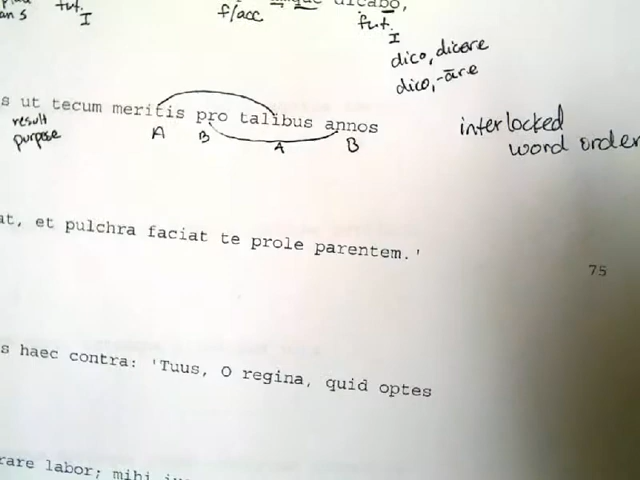 an s fut. dicabo,
I f/acc fut.
I
dico, dicere
dico, -āre
s ut tecum meritis pro talibus annos
result
purpose A B A B interlocked
word order
at, et pulchra faciat te prole parentem.'
75
s haec contra: 'Tuus, O regina, quid optes
rare labor; mihi